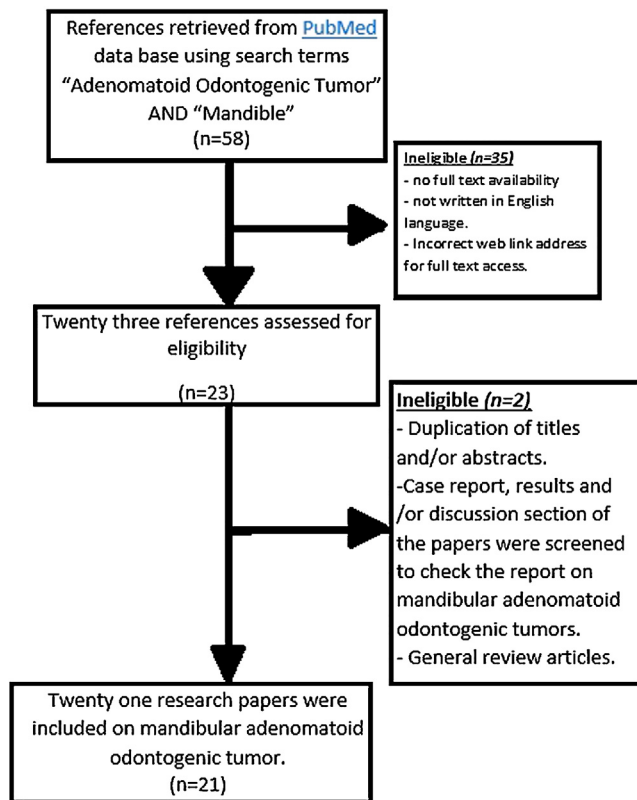 References retrieved from PubMed
data base using search terms
“Adenomatoid Odontogenic Tumor”
AND “Mandible”
(n=58)
Ineligible (n=35)
- no full text availability
- not written in English
language.
- Incorrect web link address
for full text access.
Twenty three references assessed for
eligibility
(n=23)
Ineligible (n=2)
- Duplication of titles
and/or abstracts.
-Case report, results and
/or discussion section of
the papers were screened
to check the report on
mandibular adenomatoid
odontogenic tumors.
- General review articles.
Twenty one research papers were
included on mandibular adenomatoid
odontogenic tumor.
(n=21)